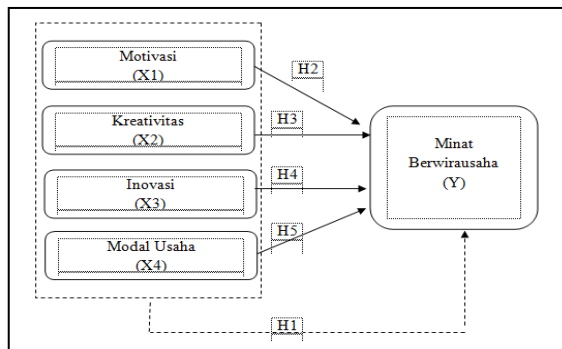 Motivasi
(X1)
H2
Kreativitas
(X2)
H3
Minat
Berwirausaha
(Y)
Inovasi
(X3)
H4
Modal Usaha
(X4)
H5
H1